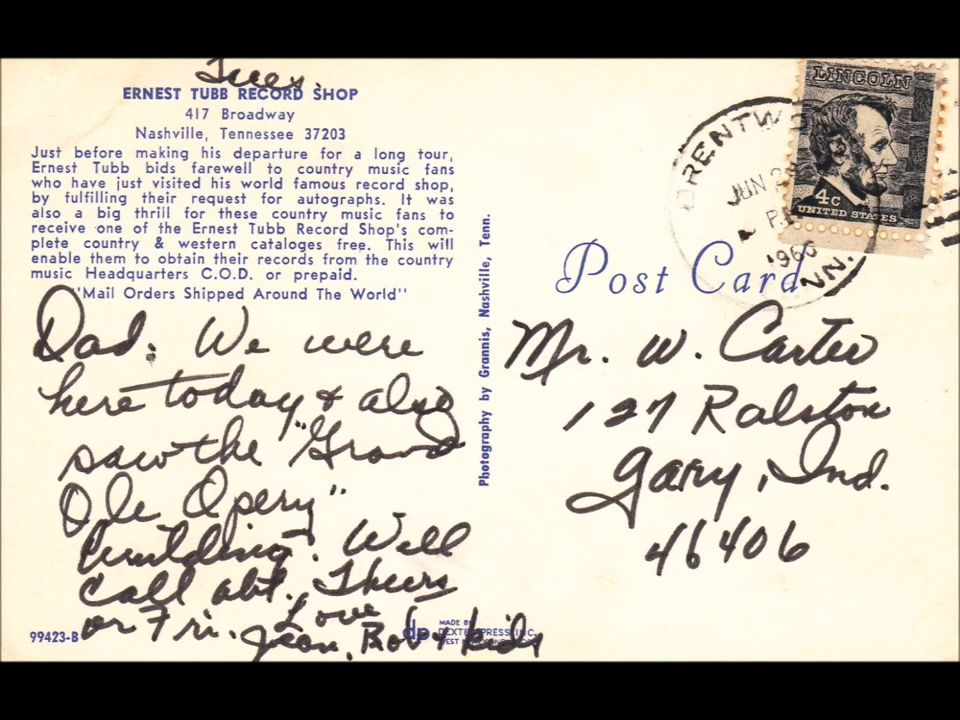 Tues.
ERNEST TUBB RECORD SHOP
417 Broadway
Nashville, Tennessee 37203
Just before making his departure for a long tour,
Ernest Tubb bids farewell to country music fans
who have just visited his world famous record shop,
by fulfilling their request for autographs. It was
also a big thrill for these country music fans to
receive one of the Ernest Tubb Record Shop's com-
plete country & western cataloges free. This will
enable them to obtain their records from the country
music Headquarters C.O.D. or prepaid.
"Mail Orders Shipped Around The World"
Dad: We were
here today & also
saw the "Grand
Ole Opery"
building. Will
call abt. Thurs
or Fri. Love
Jean, Bob & kids
99423-B
dp
MADE BY
DEXTER PRESS, INC.
WEST
Photography by Grannis, Nashville, Tenn.
LINCOLN
4c
UNITED STATES
BRENTW
JUN
P
196
NN.
Post Card
Mr. W. Carter
127 Ralston
Gary, Ind.
46406